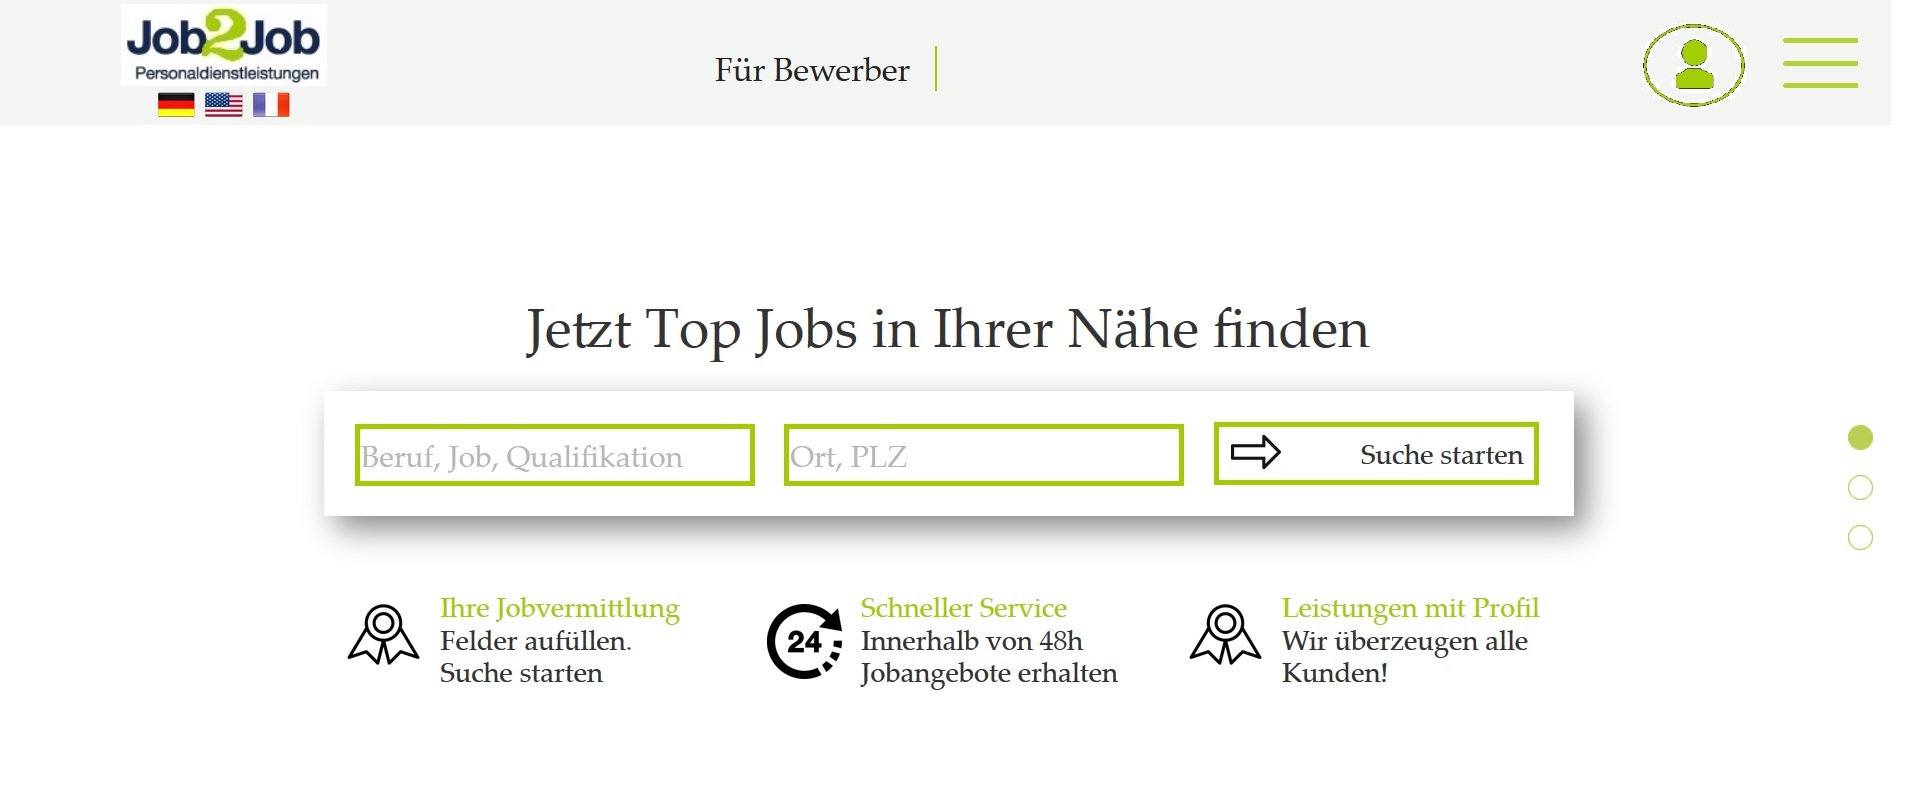 Job2Job
Personaldienstleistungen
Für Bewerber
Jetzt Top Jobs in Ihrer Nähe finden
Beruf, Job, Qualifikation
Ort, PLZ
Suche starten
Ihre Jobvermittlung
Felder aufüllen.
Suche starten
24
Schneller Service
Innerhalb von 48h
Jobangebote erhalten
Leistungen mit Profil
Wir überzeugen alle
Kunden!